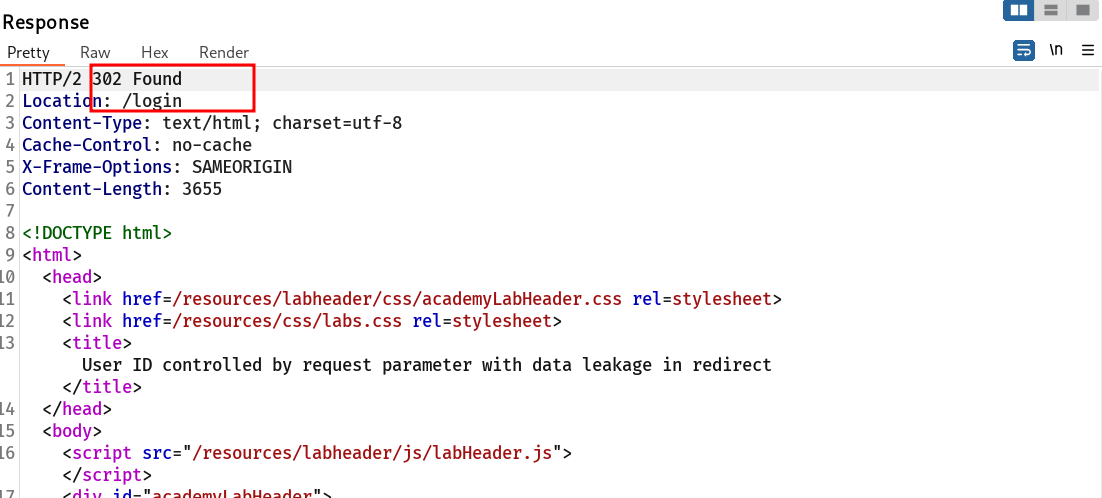 Response
Pretty Raw Hex Render \n
1 HTTP/2 302 Found
2 Location: /login
3 Content-Type: text/html; charset=utf-8
4 Cache-Control: no-cache
5 X-Frame-Options: SAMEORIGIN
6 Content-Length: 3655
7
8 <!DOCTYPE html>
9 <html>
10 <head>
11 <link href=/resources/labheader/css/academyLabHeader.css rel=stylesheet>
12 <link href=/resources/css/labs.css rel=stylesheet>
13 <title>
User ID controlled by request parameter with data leakage in redirect
</title>
14 </head>
15 <body>
16 <script src="/resources/labheader/js/labHeader.js">
</script>
17 <div id="academyLabHeader">